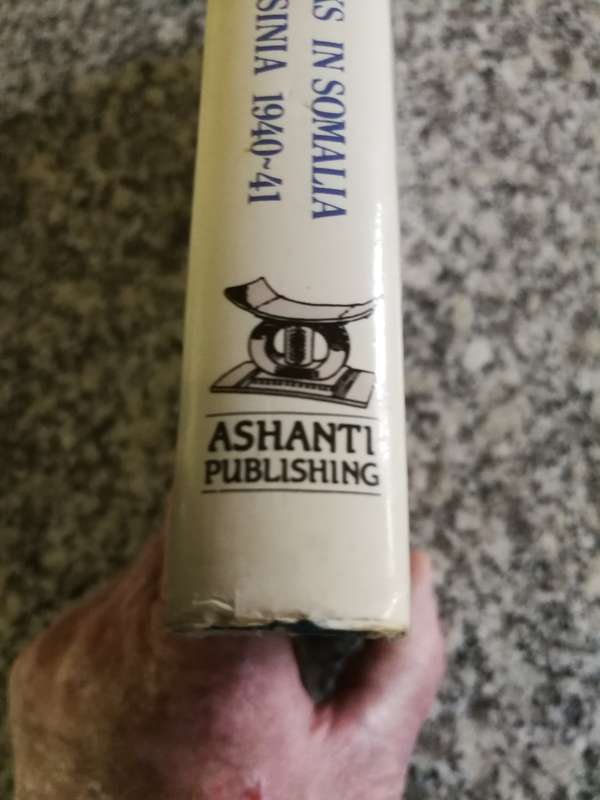 IN SOMALIA
1940~41
ASHANTI
PUBLISHING